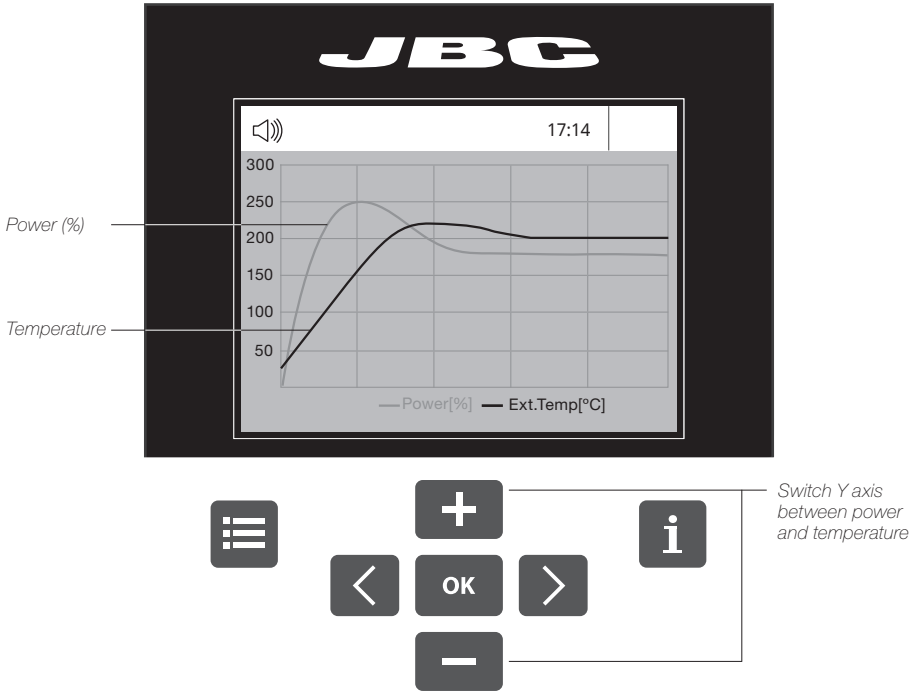 JBC
17:14
300
250
Power (%)
200
150
100
Temperature
50
Power[%] Ext.Temp[ºC]
Switch Y axis
between power
and temperature
i
OK